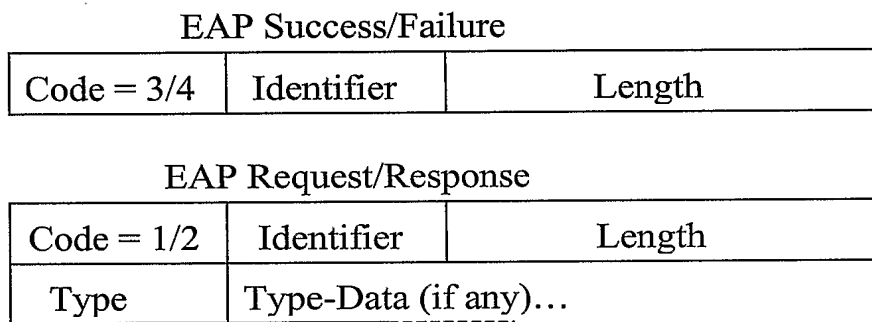 EAP Success/Failure
Code = 3/4 Identifier Length
EAP Request/Response
Code = 1/2 Identifier Length
Type Type-Data (if any)…